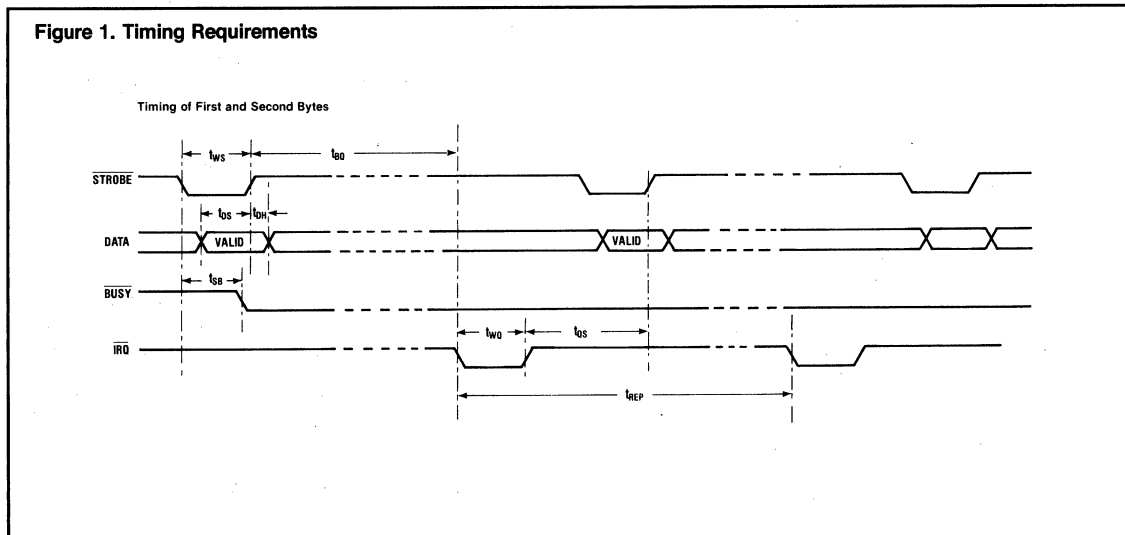 Figure 1. Timing Requirements
Timing of First and Second Bytes
tWS
tBQ
STROBE
tDS
tDH
DATA
VALID
VALID
tSB
BUSY
tWQ
tQS
IRQ
tREP